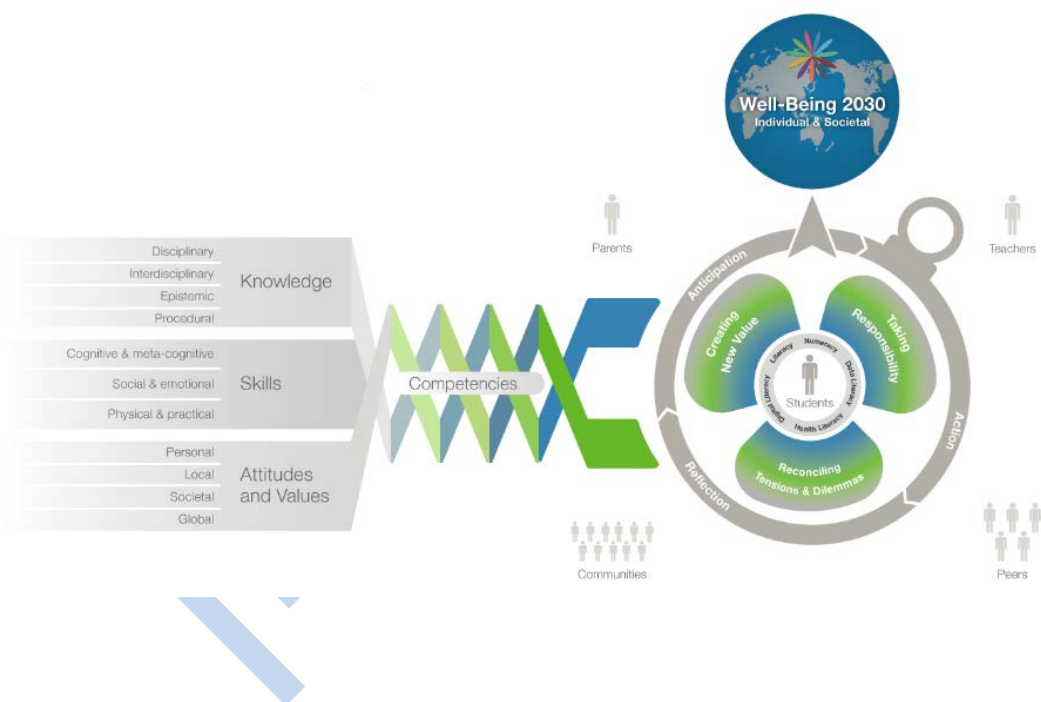 Well-Being 2030
Individual & Societal
Parents
Teachers
Disciplinary
Interdisciplinary
Epistemic
Procedural
Knowledge
Cognitive & meta-cognitive
Social & emotional
Physical & practical
Skills
Personal
Local
Societal
Global
Attitudes
and Values
Competencies
Anticipation
Action
Reflection
Creating
New Value
Taking
Responsibility
Reconciling
Tensions & Dilemmas
Literacy
Numeracy
Data Literacy
Health Literacy
Digital Literacy
Students
Communities
Peers